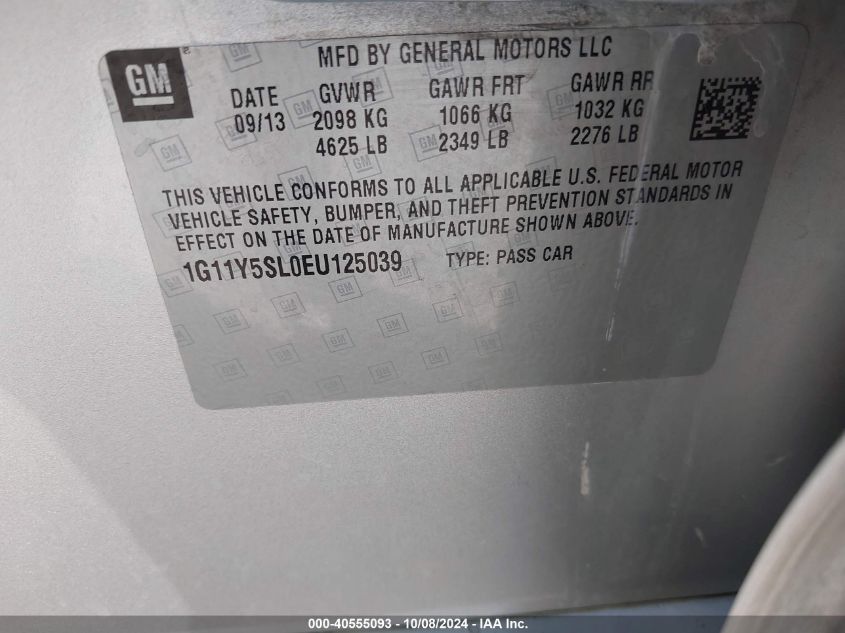 GM
MFD BY GENERAL MOTORS LLC
DATE GVWR GAWR FRT GAWR RR
09/13 2098 KG 1066 KG 1032 KG
4625 LB 2349 LB 2276 LB
THIS VEHICLE CONFORMS TO ALL APPLICABLE U.S. FEDERAL MOTOR
VEHICLE SAFETY, BUMPER, AND THEFT PREVENTION STANDARDS IN
EFFECT ON THE DATE OF MANUFACTURE SHOWN ABOVE.
1G11Y5SL0EU125039 TYPE: PASS CAR
000-40555093 - 10/08/2024 - IAA Inc.